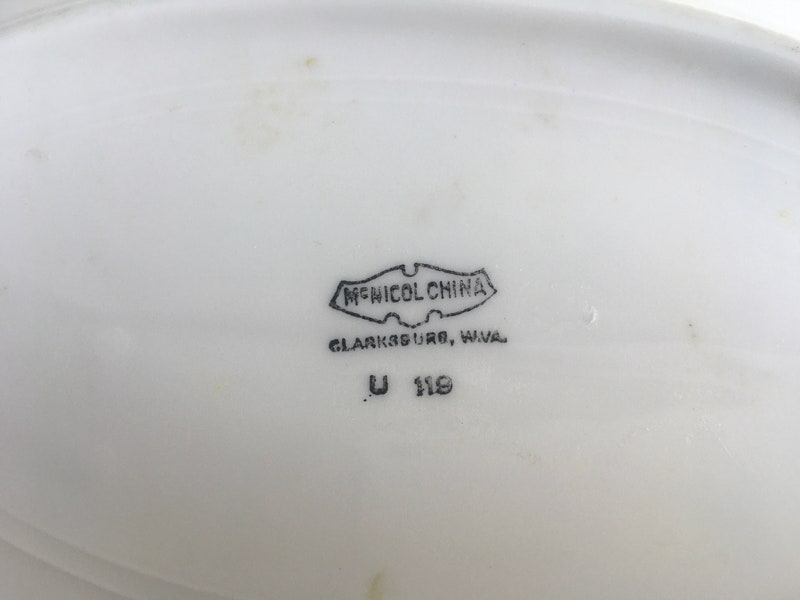 McNICOL CHINA
CLARKSBURG, W.VA.
U 119